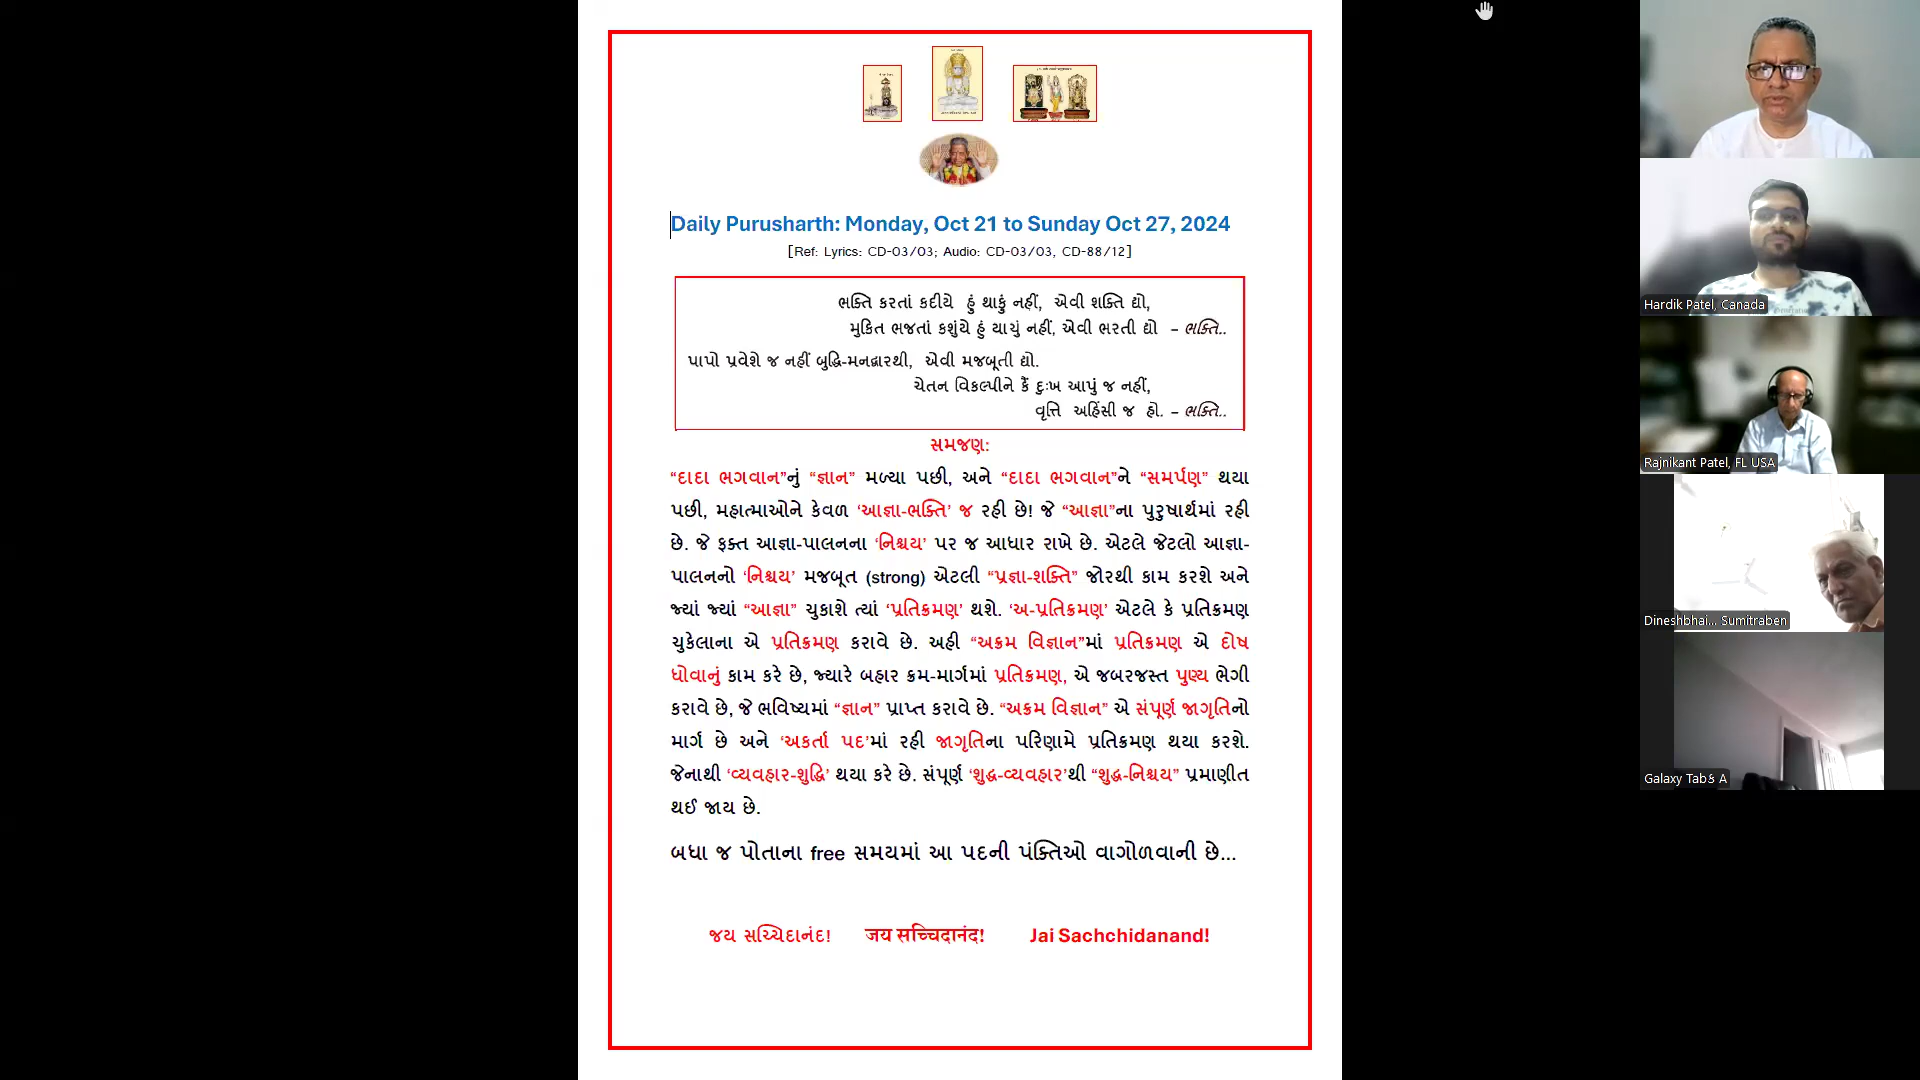 Daily Purusharth: Monday, Oct 21 to Sunday Oct 27, 2024
[Ref: Lyrics: CD-03/03; Audio: CD-03/03, CD-88/12]
ભક્તિ કરતાં કદીયે હું થાકું નહીં, એવી શક્તિ દ્યો,
મુક્તિ ભજતાં કશુંયે હું યાચું નહીં, એવી ભરતી દ્યો – ભક્તિ..
પાપો પ્રવેશે જ નહીં બુદ્ધિ-મનદ્વારથી, એવી મજબૂતી દ્યો.
ચેતન વિકલ્પીને કૈં દુઃખ આપું જ નહીં,
વૃત્તિ અહિંસી જ હો. – ભક્તિ..
સમજણ:
“દાદા ભગવાન”નું “જ્ઞાન” મળ્યા પછી, અને “દાદા ભગવાન”ને “સમર્પણ” થયા
પછી, મહાત્માઓને કેવળ ‘આજ્ઞા-ભક્તિ’ જ રહી છે! જે “આજ્ઞા”ના પુરુષાર્થમાં રહી
છે. જે ફક્ત આજ્ઞા-પાલનના ‘નિશ્ચય’ પર જ આધાર રાખે છે. એટલે જેટલો આજ્ઞા-
પાલનનો ‘નિશ્ચય’ મજબૂત (strong) એટલી “પ્રજ્ઞા-શક્તિ” જોરથી કામ કરશે અને
જ્યાં જ્યાં “આજ્ઞા” ચુકાશે ત્યાં ‘પ્રતિક્રમણ’ થશે. ‘અ-પ્રતિક્રમણ’ એટલે કે પ્રતિક્રમણ
ચુકેલાના એ પ્રતિક્રમણ કરાવે છે. અહી “અક્રમ વિજ્ઞાન”માં પ્રતિક્રમણ એ દોષ
ધોવાનું કામ કરે છે, જ્યારે બહાર ક્રમ-માર્ગમાં પ્રતિક્રમણ, એ જબરજસ્ત પુણ્ય ભેગી
કરાવે છે, જે ભવિષ્યમાં “જ્ઞાન” પ્રાપ્ત કરાવે છે. “અક્રમ વિજ્ઞાન” એ સંપૂર્ણ જાગૃતિનો
માર્ગ છે અને ‘અકર્તા પદ’માં રહી જાગૃતિના પરિણામે પ્રતિક્રમણ થયા કરશે.
જેનાથી ‘વ્યવહાર-શુદ્ધિ’ થયા કરે છે. સંપૂર્ણ ‘શુદ્ધ-વ્યવહાર’થી “શુદ્ધ-નિશ્ચય” પ્રમાણીત
થઈ જાય છે.
બધા જ પોતાના free સમયમાં આ પદની પંક્તિઓ વાગોળવાની છે...
જય સચ્ચિદાનંદ! जय सच्चिदानंद! Jai Sachchidanand!
Hardik Patel, Canada
Rajnikant Patel, FL USA
Dineshbhai... Sumitraben
Galaxy Tab A